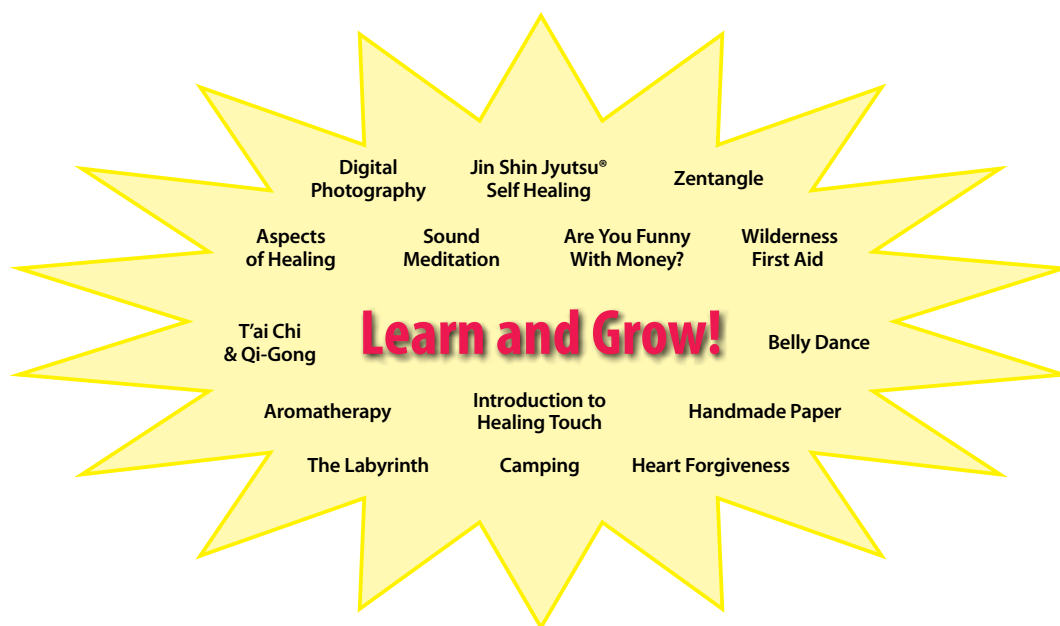 Digital
Photography
Jin Shin Jyutsu®
Self Healing
Zentangle
Aspects
of Healing
Sound
Meditation
Are You Funny
With Money?
Wilderness
First Aid
T’ai Chi
& Qi-Gong
Learn and Grow!
Belly Dance
Aromatherapy
Introduction to
Healing Touch
Handmade Paper
The Labyrinth
Camping
Heart Forgiveness